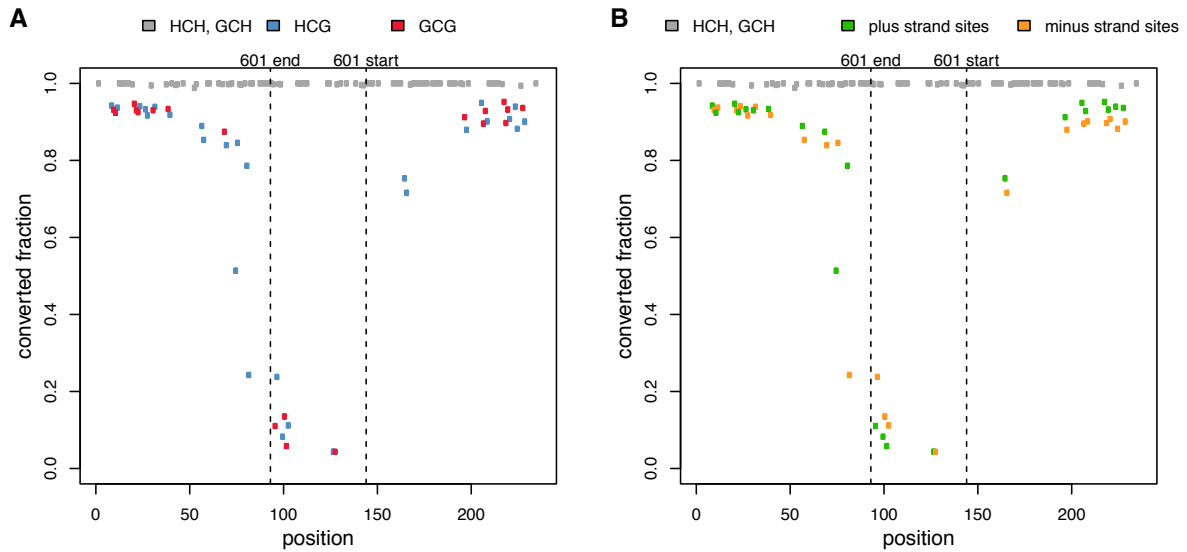 A
HCH, GCH
HCG
GCG
601 end
601 start
1.0
0.8
0.6
0.4
0.2
0.0
converted fraction
0
50
100
150
200
position
B
HCH, GCH
plus strand sites
minus strand sites
601 end
601 start
1.0
0.8
0.6
0.4
0.2
0.0
converted fraction
0
50
100
150
200
position